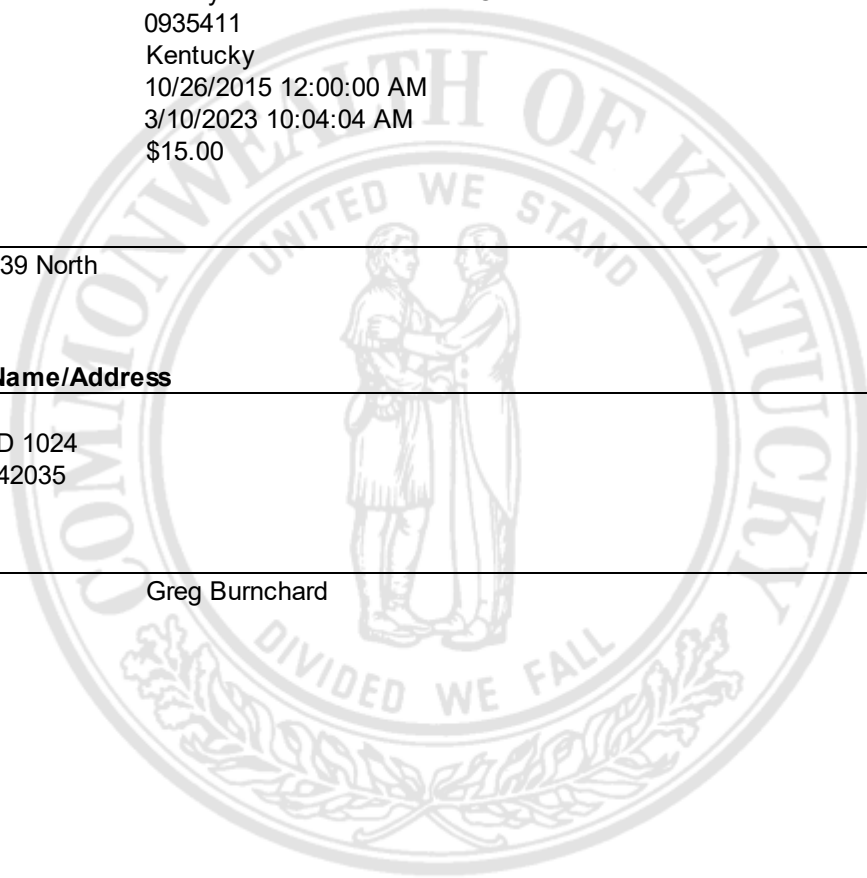 0935411
Kentucky
10/26/2015 12:00:00 AM
3/10/2023 10:04:04 AM
$15.00
39 North
Name/Address
D 1024
42035
Greg Burnchard
COMMONWEALTH OF KENTUCKY
UNITED WE STAND
DIVIDED WE FALL